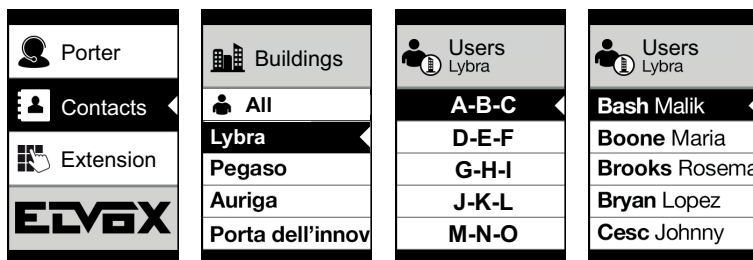 Porter
Contacts
Extension
ELVOX
Buildings
All
Lybra
Pegaso
Auriga
Porta dell'innov
Users
Lybra
A-B-C
D-E-F
G-H-I
J-K-L
M-N-O
Users
Lybra
Bash Malik
Boone Maria
Brooks Rosema
Bryan Lopez
Cesc Johnny